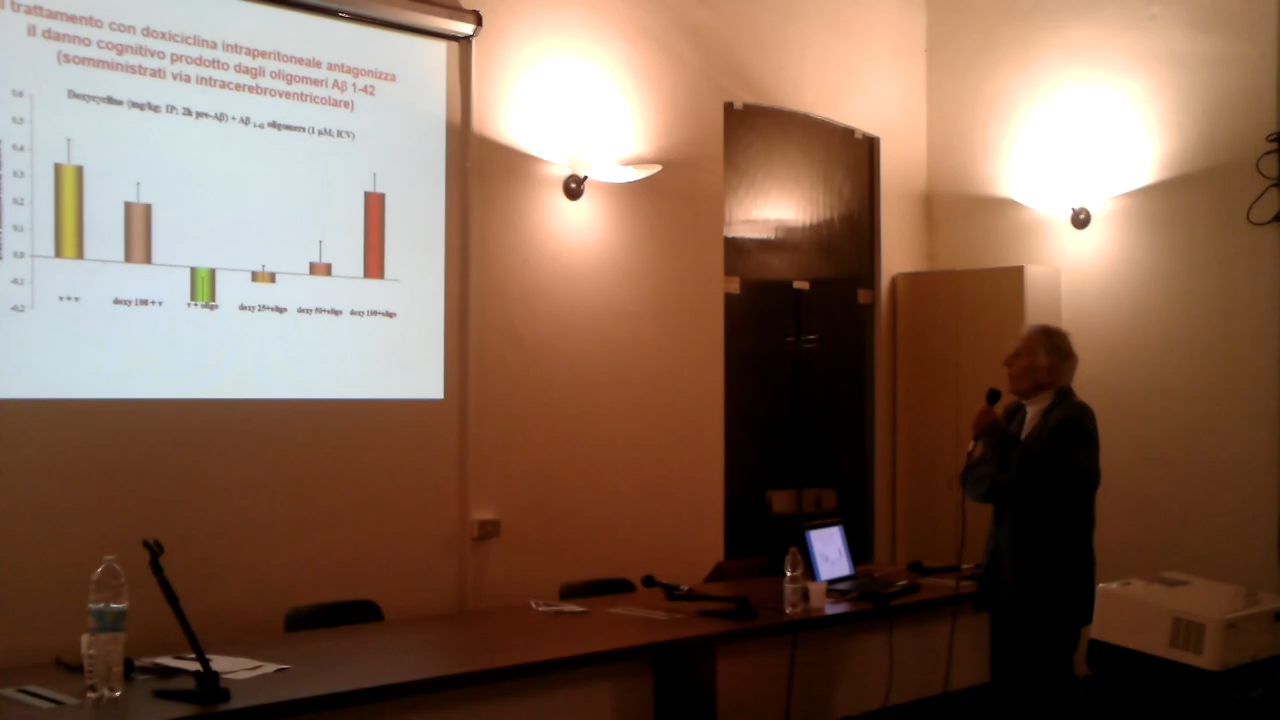 l trattamento con doxiciclina intraperitoneale antagonizza
il danno cognitivo prodotto dagli oligomeri Aβ 1-42
(somministrati via intracerebroventricolare)
Doxycycline (mg/kg; IP; 2h pre-Aβ) + Aβ 1-42 oligomers (1 µM; ICV)
0.6
0.5
0.4
0.3
0.2
0.1
0.0
-0.1
-0.2
v+v doxy 100+v v+oligo doxy 25+oligo doxy 50+oligo doxy 100+oligo